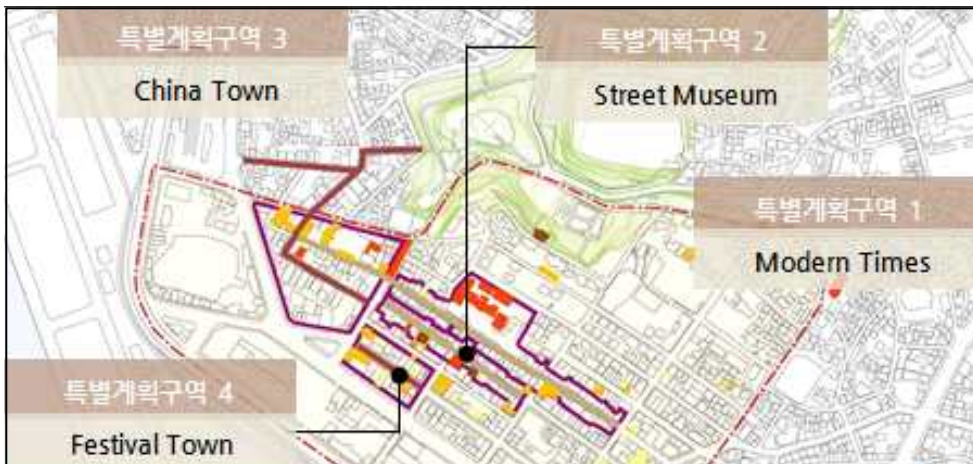 특별계획구역 3
China Town
특별계획구역 2
Street Museum
특별계획구역 1
Modern Times
특별계획구역 4
Festival Town